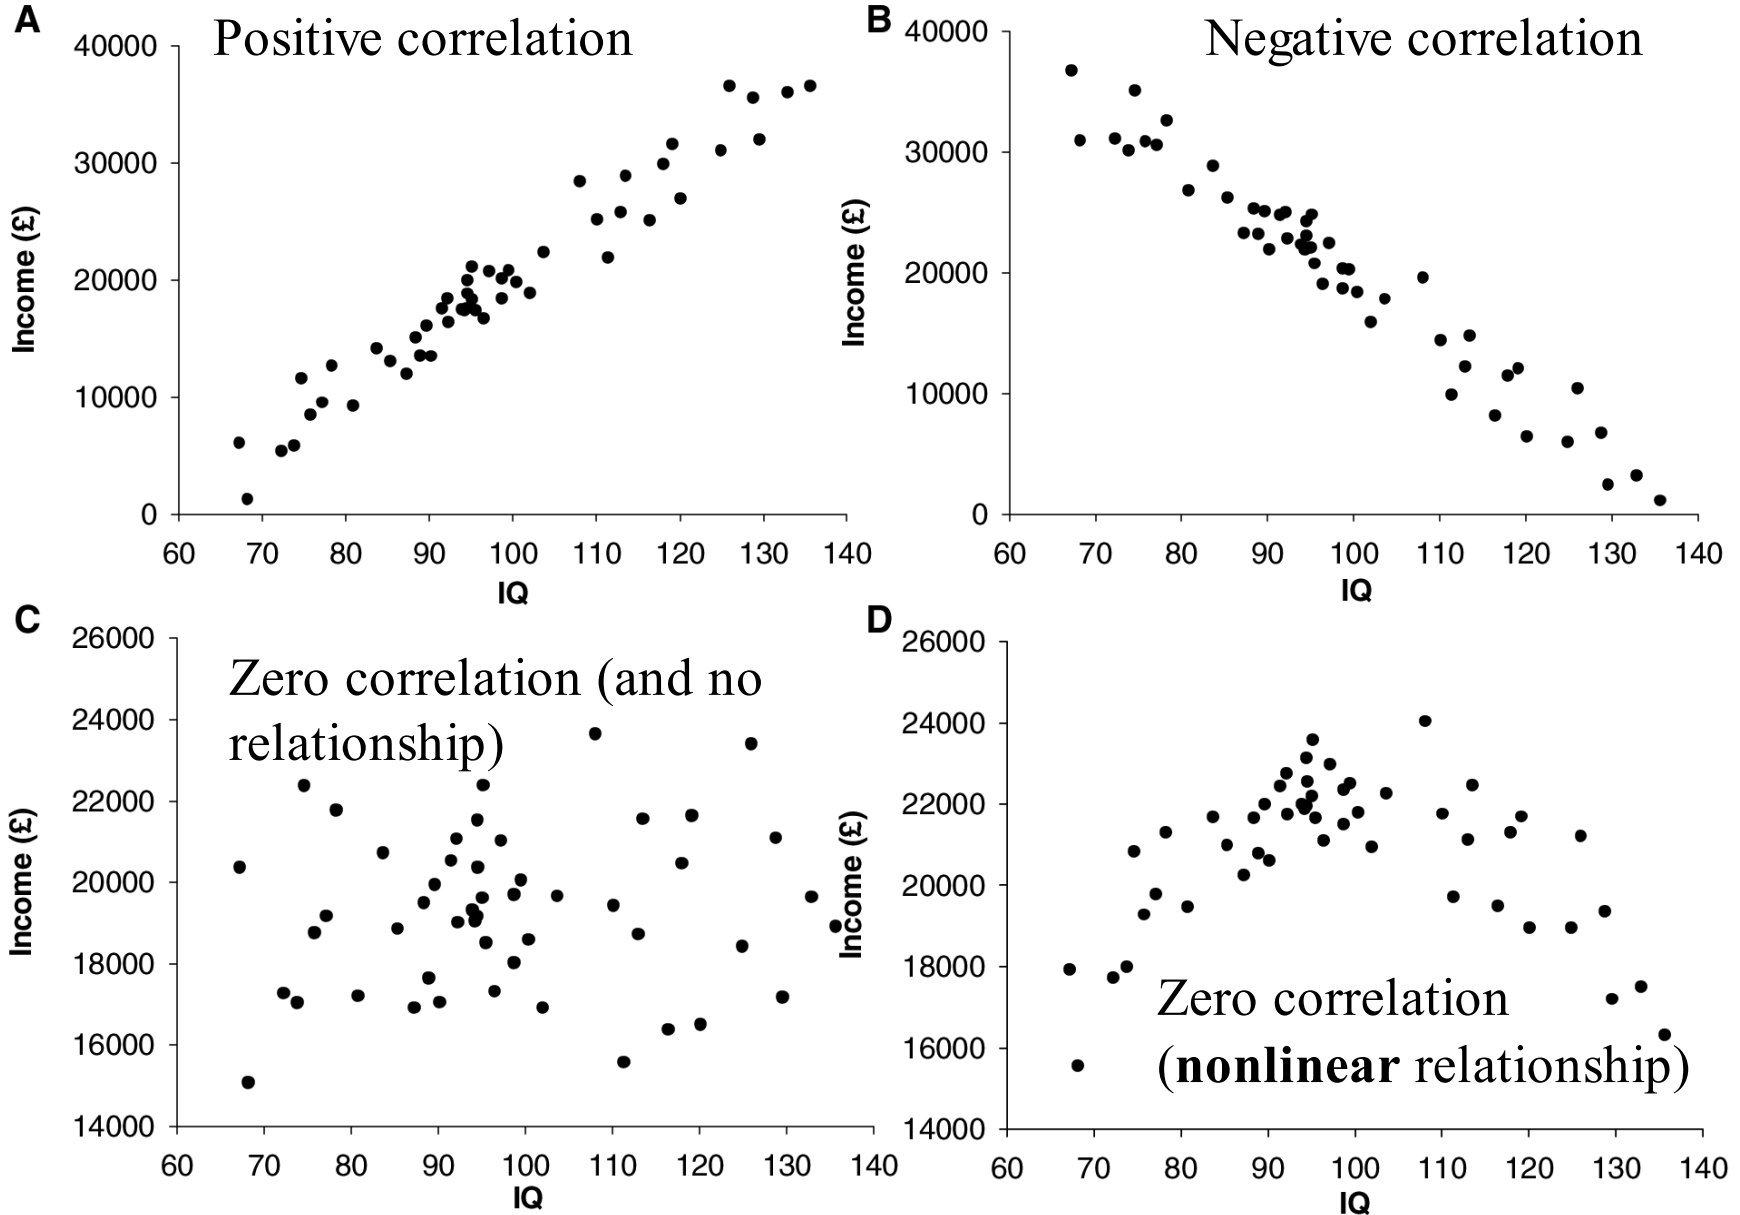 A
Positive correlation
40000
30000
20000
10000
0
Income (£)
60 70 80 90 100 110 120 130 140
IQ
B
Negative correlation
40000
30000
20000
10000
0
Income (£)
60 70 80 90 100 110 120 130 140
IQ
C
Zero correlation (and no
relationship)
26000
24000
22000
20000
18000
16000
14000
Income (£)
60 70 80 90 100 110 120 130 140
IQ
D
26000
24000
22000
20000
18000
16000
14000
Income (£)
Zero correlation
(nonlinear relationship)
60 70 80 90 100 110 120 130 140
IQ